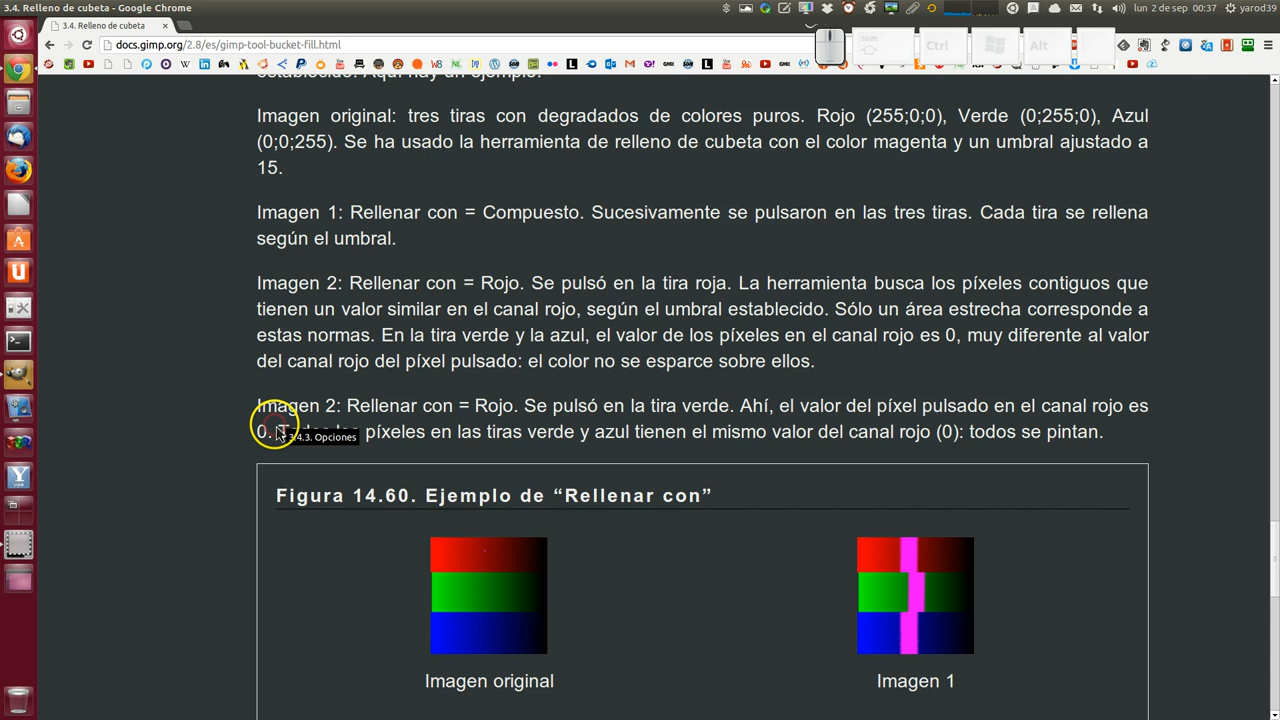 3.4. Relleno de cubeta - Google Chrome
lun 2 de sep 00:37 yarod39
3.4. Relleno de cubeta
docs.gimp.org/2.8/es/gimp-tool-bucket-fill.html
Shift Ctrl Alt
Imagen original: tres tiras con degradados de colores puros. Rojo (255;0;0), Verde (0;255;0), Azul
(0;0;255). Se ha usado la herramienta de relleno de cubeta con el color magenta y un umbral ajustado a
15.
Imagen 1: Rellenar con = Compuesto. Sucesivamente se pulsaron en las tres tiras. Cada tira se rellena
según el umbral.
Imagen 2: Rellenar con = Rojo. Se pulsó en la tira roja. La herramienta busca los píxeles contiguos que
tienen un valor similar en el canal rojo, según el umbral establecido. Sólo un área estrecha corresponde a
estas normas. En la tira verde y la azul, el valor de los píxeles en el canal rojo es 0, muy diferente al valor
del canal rojo del píxel pulsado: el color no se esparce sobre ellos.
Imagen 2: Rellenar con = Rojo. Se pulsó en la tira verde. Ahí, el valor del píxel pulsado en el canal rojo es
0. píxeles en las tiras verde y azul tienen el mismo valor del canal rojo (0): todos se pintan.
3.4.3. Opciones
Figura 14.60. Ejemplo de “Rellenar con”
Imagen original Imagen 1